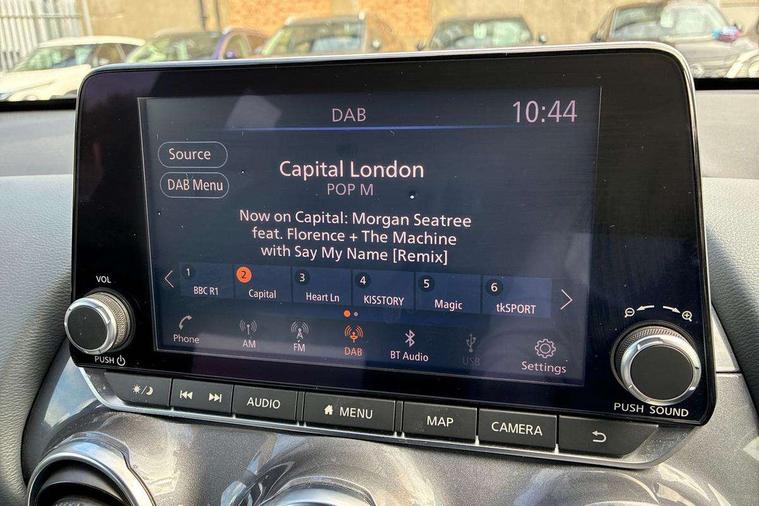 DAB
10:44
Source
DAB Menu
Capital London
POP M
Now on Capital: Morgan Seatree
feat. Florence + The Machine
with Say My Name [Remix]
1 BBC R1
2 Capital
3 Heart Ln
4 KISSTORY
5 Magic
6 tkSPORT
Phone
AM
FM
DAB
BT Audio
USB
Settings
VOL
PUSH
PUSH SOUND
AUDIO
MENU
MAP
CAMERA